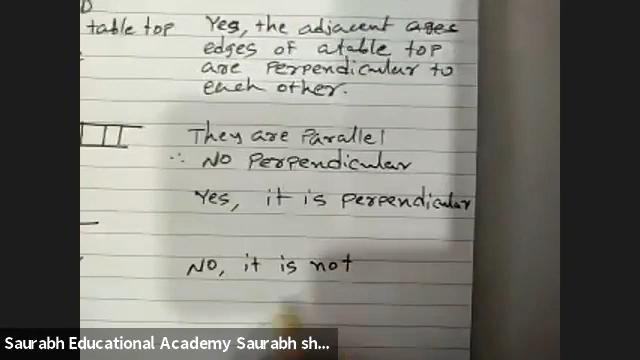 table top Yes, the adjacent ages
edges of a table top
are perpendicular to
each other.
They are Parallel
∴ No perpendicular
Yes, it is perpendicular
No, it is not
Saurabh Educational Academy Saurabh sh...